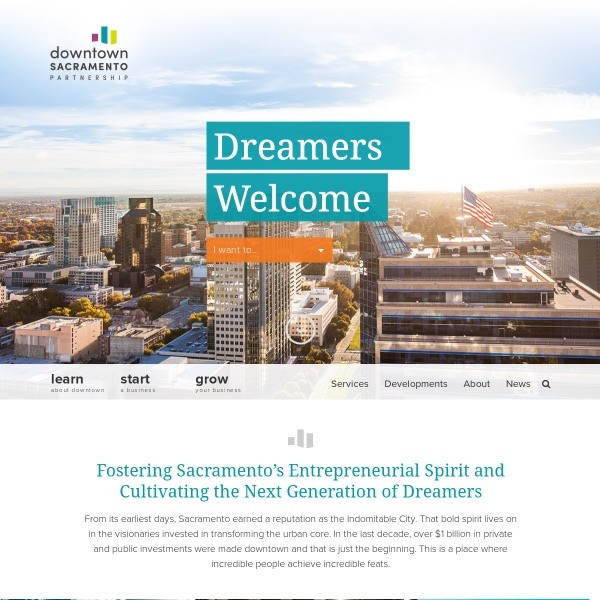 downtown
SACRAMENTO
PARTNERSHIP
Dreamers
Welcome
I want to...
learn
about downtown
start
a business
grow
your business
Services
Developments
About
News
Fostering Sacramento's Entrepreneurial Spirit and
Cultivating the Next Generation of Dreamers
From its earliest days, Sacramento earned a reputation as the Indomitable City. That bold spirit lives on
in the visionaries invested in transforming the urban core. In the last decade, over $1 billion in private
and public investments were made downtown and that is just the beginning. This is a place where
incredible people achieve incredible feats.